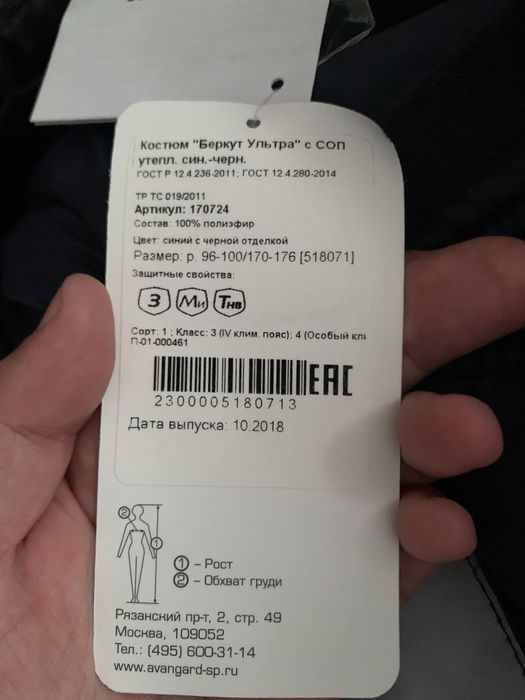 Костюм "Беркут Ультра" с СОП
утепл. син.-черн.
ГОСТ Р 12.4.236-2011; ГОСТ 12.4.280-2014
ТР ТС 019/2011
Артикул: 170724
Состав: 100% полиэфир
Цвет: синий с черной отделкой
Размер: р. 96-100/170-176 [518071]
Защитные свойства:
З Ми Тнв
Сорт: 1 ; Класс: 3 (IV клим. пояс); 4 (Особый кли
П-01-000461
EAC
2300005180713
Дата выпуска: 10.2018
2
1
1 – Рост
2 – Обхват груди
Рязанский пр-т, 2, стр. 49
Москва, 109052
Тел.: (495) 600-31-14
www.avangard-sp.ru